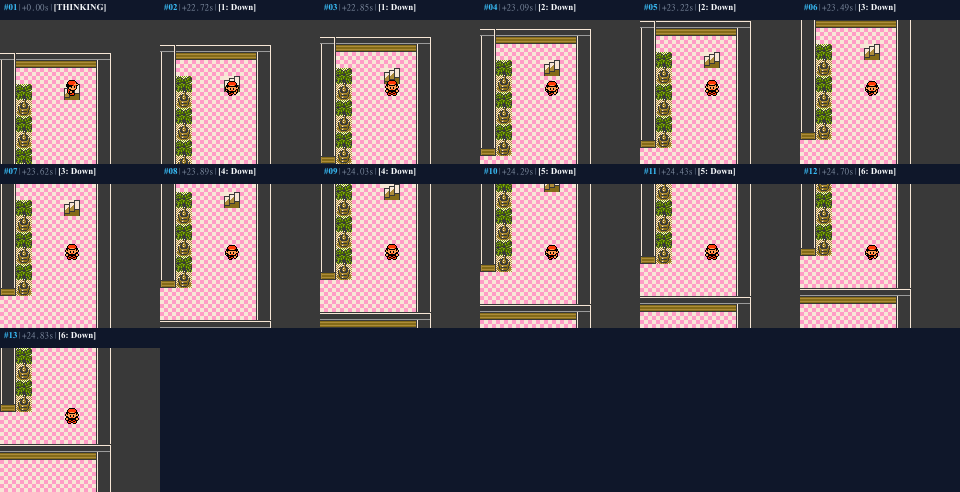 #01|+0.00s|[THINKING]
#02|+22.72s|[1: Down]
#03|+22.85s|[1: Down]
#04|+23.09s|[2: Down]
#05|+23.22s|[2: Down]
#06|+23.49s|[3: Down]
#07|+23.62s|[3: Down]
#08|+23.89s|[4: Down]
#09|+24.03s|[4: Down]
#10|+24.29s|[5: Down]
#11|+24.43s|[5: Down]
#12|+24.70s|[6: Down]
#13|+24.83s|[6: Down]